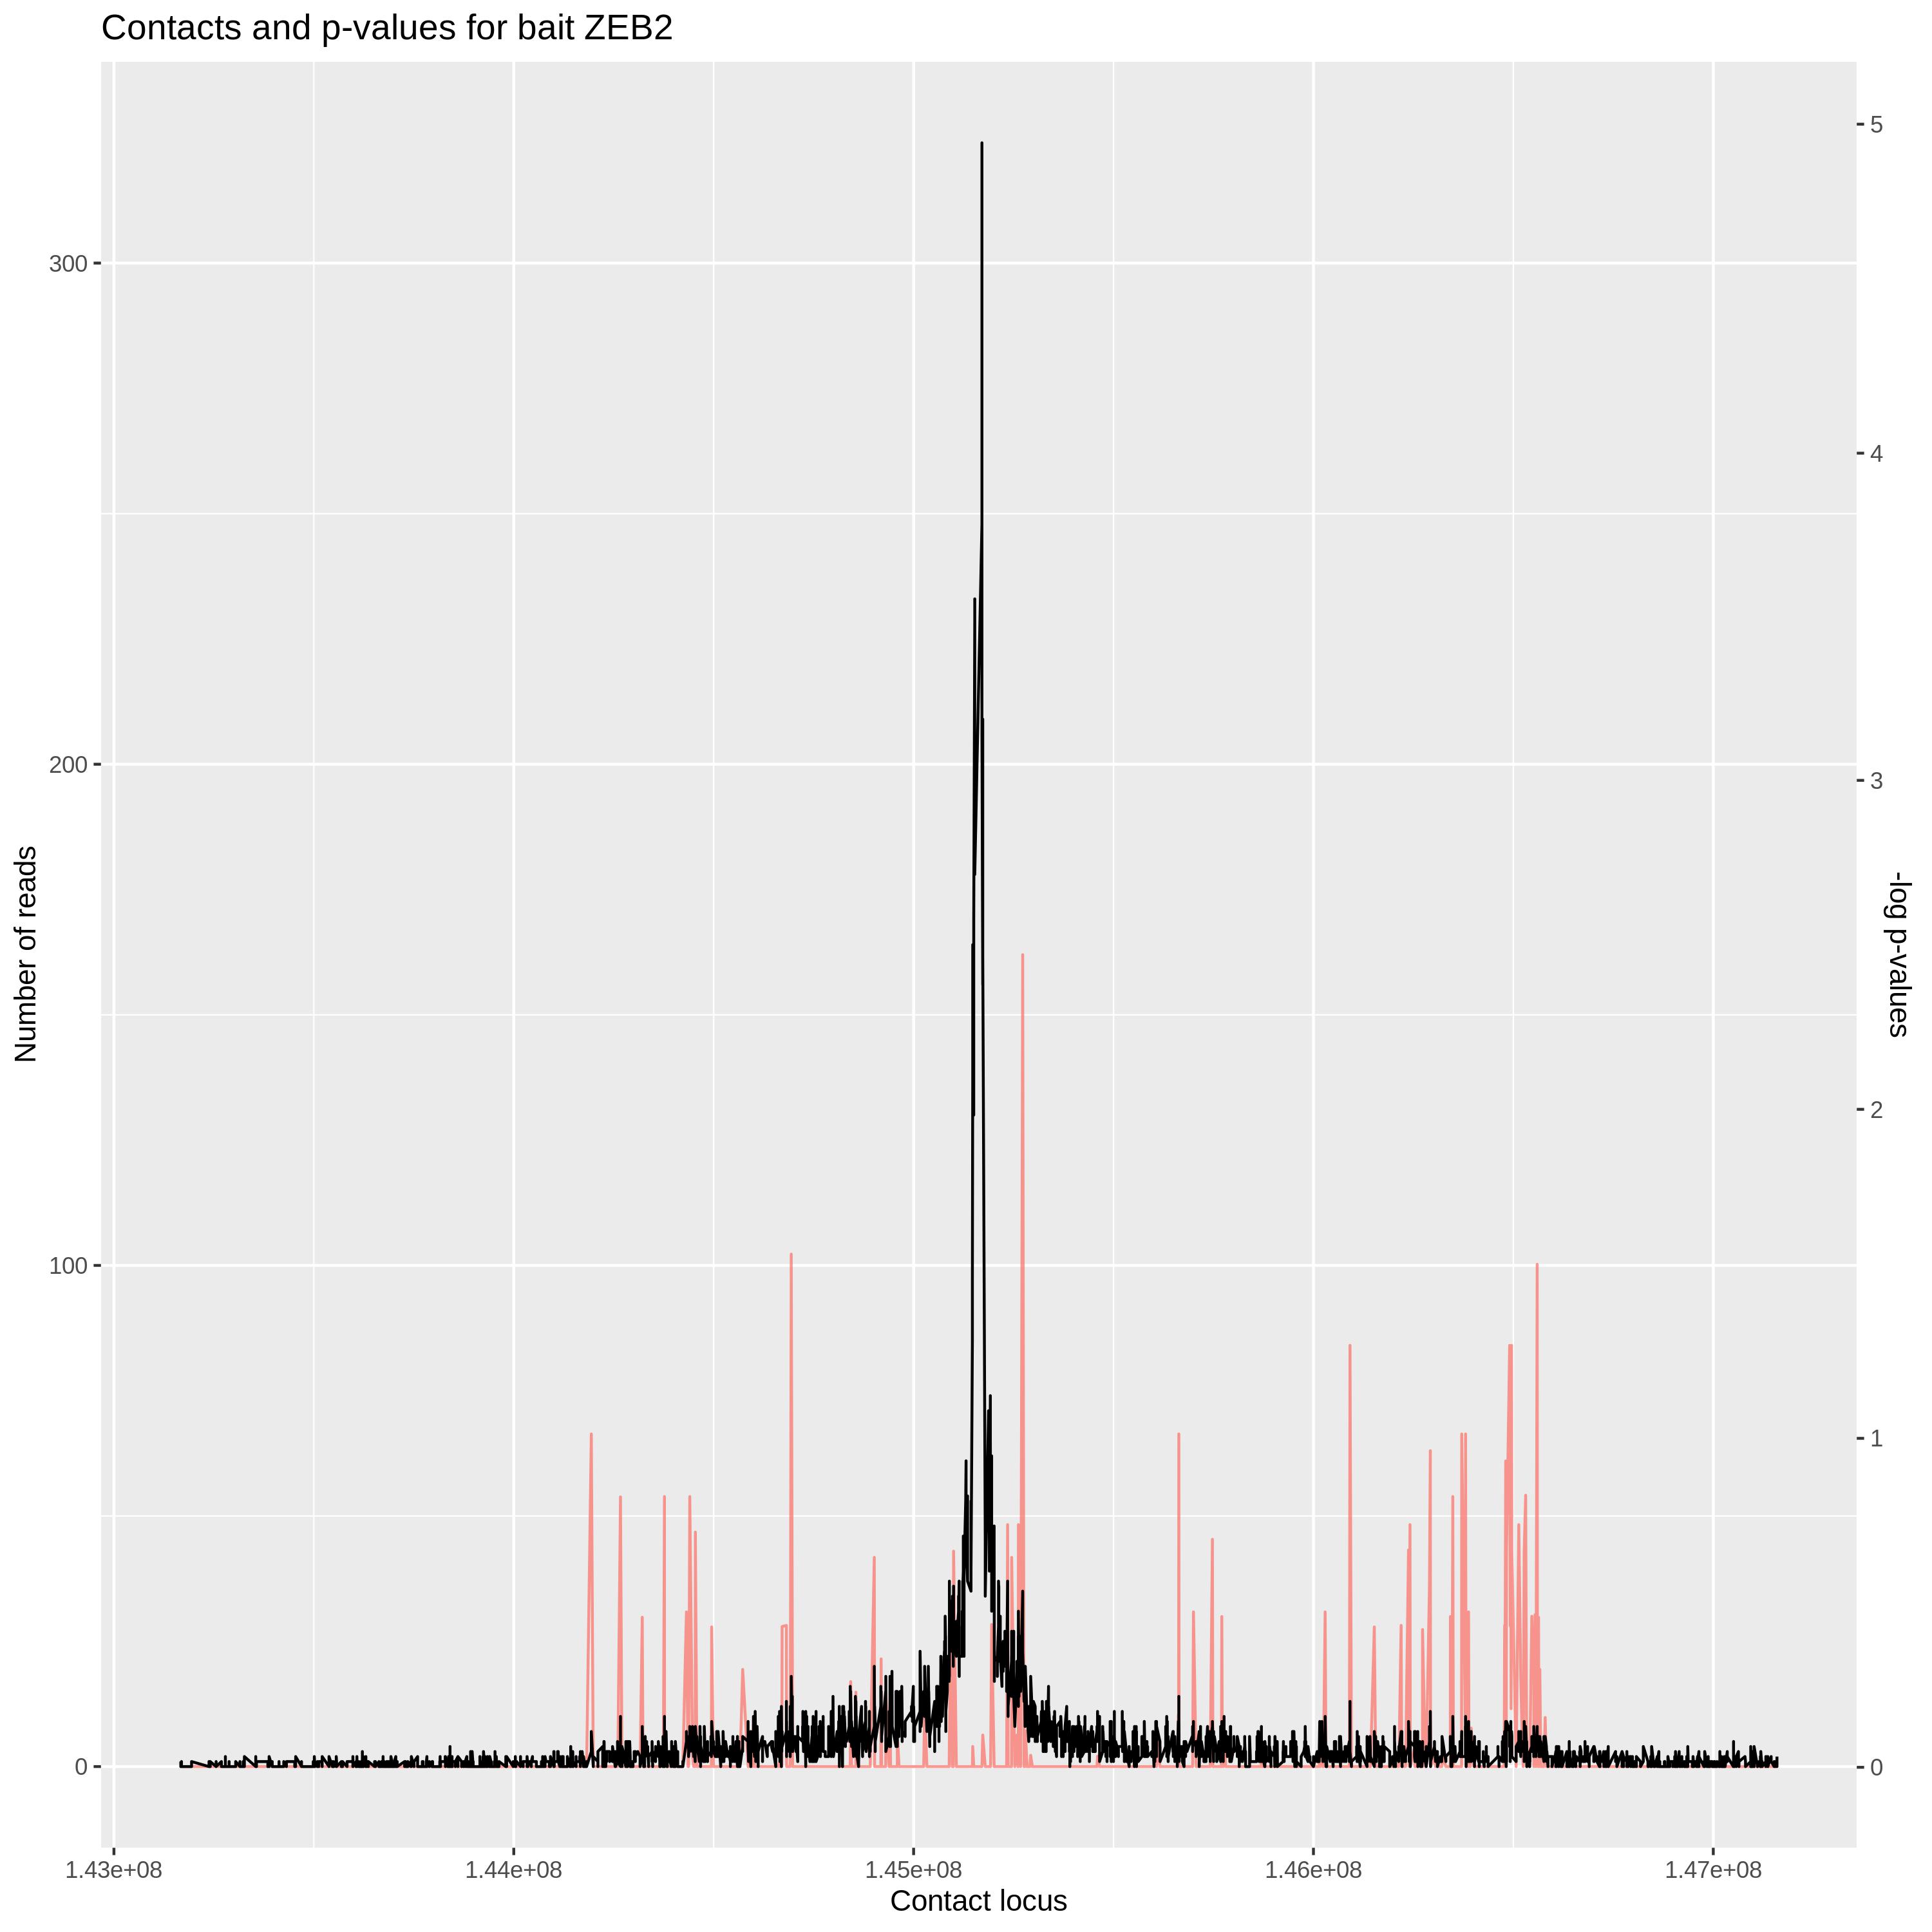 Contacts and p-values for bait ZEB2
Number of reads
300
200
100
0
5
4
3
2
1
0
-log p-values
1.43e+08
1.44e+08
1.45e+08
1.46e+08
1.47e+08
Contact locus